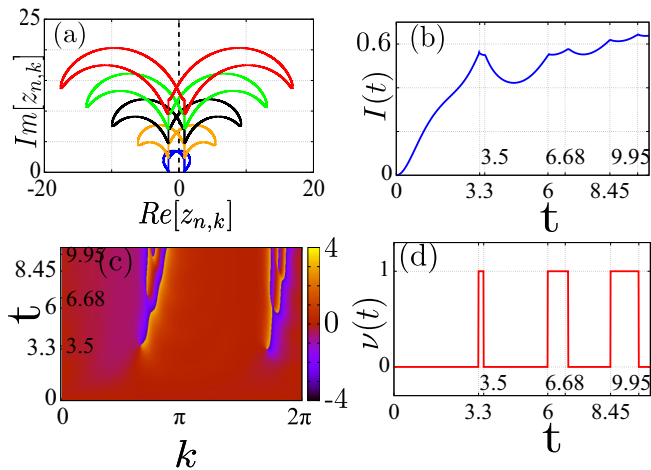 25
(a)
Im[z_{n,k}]
0
-20
0
20
Re[z_{n,k}]
0.6
(b)
I(t)
0
3.5
6.68
9.95
0
3.3
6
8.45
t
9.95
(c)
4
8.45
6.68
6
t
0
3.5
3.3
0
-4
0
π
2π
k
(d)
1
ν(t)
0
3.5
6.68
9.95
0
3.3
6
8.45
t